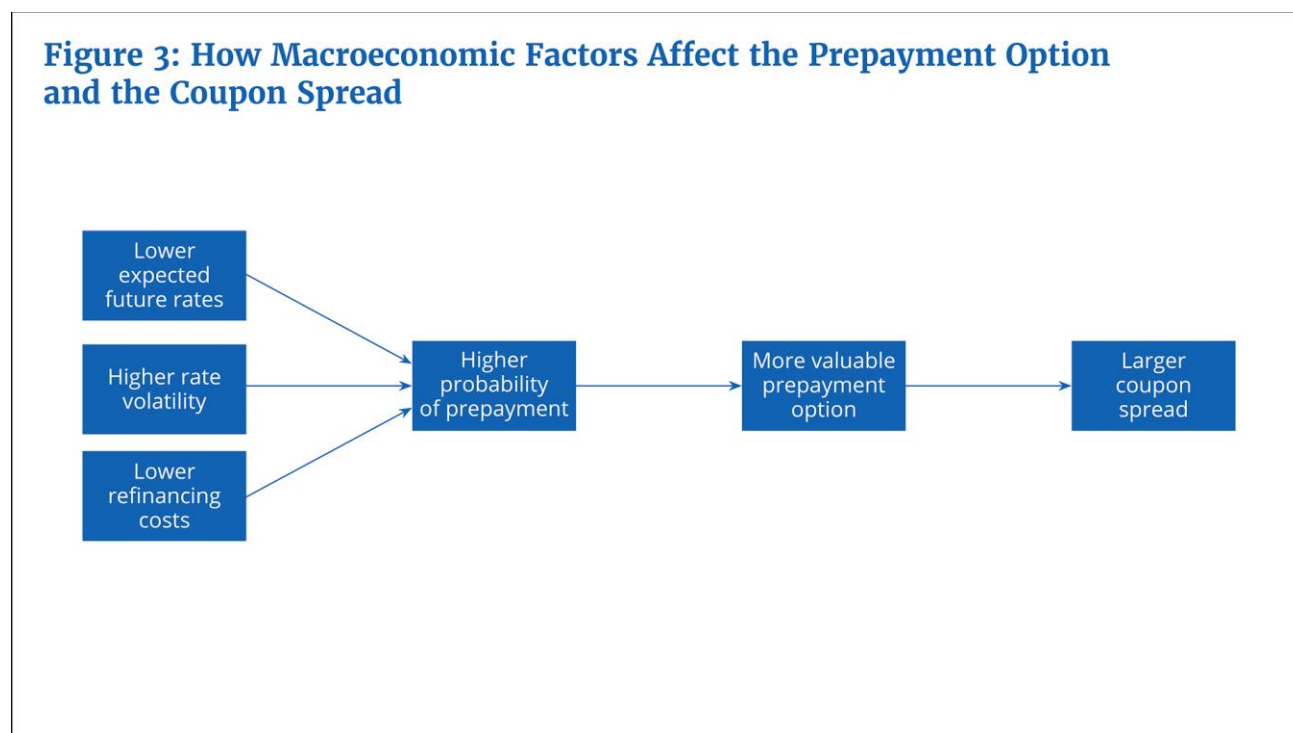 Figure 3: How Macroeconomic Factors Affect the Prepayment Option
and the Coupon Spread
Lower
expected
future rates
Higher rate
volatility
Lower
refinancing
costs
Higher
probability
of prepayment
More valuable
prepayment
option
Larger
coupon
spread